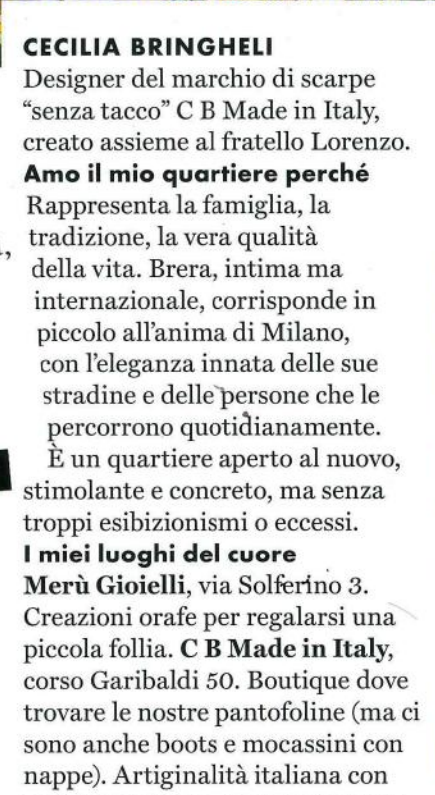 CECILIA BRINGHELI
Designer del marchio di scarpe
“senza tacco” C B Made in Italy,
creato assieme al fratello Lorenzo.
Amo il mio quartiere perché
Rappresenta la famiglia, la
tradizione, la vera qualità
della vita. Brera, intima ma
internazionale, corrisponde in
piccolo all’anima di Milano,
con l’eleganza innata delle sue
stradine e delle persone che le
percorrono quotidianamente.
È un quartiere aperto al nuovo,
stimolante e concreto, ma senza
troppi esibizionismi o eccessi.
I miei luoghi del cuore
Merù Gioielli, via Solferino 3.
Creazioni orafe per regalarsi una
piccola follia. C B Made in Italy,
corso Garibaldi 50. Boutique dove
trovare le nostre pantofoline (ma ci
sono anche boots e mocassini con
nappe). Artiginalità italiana con